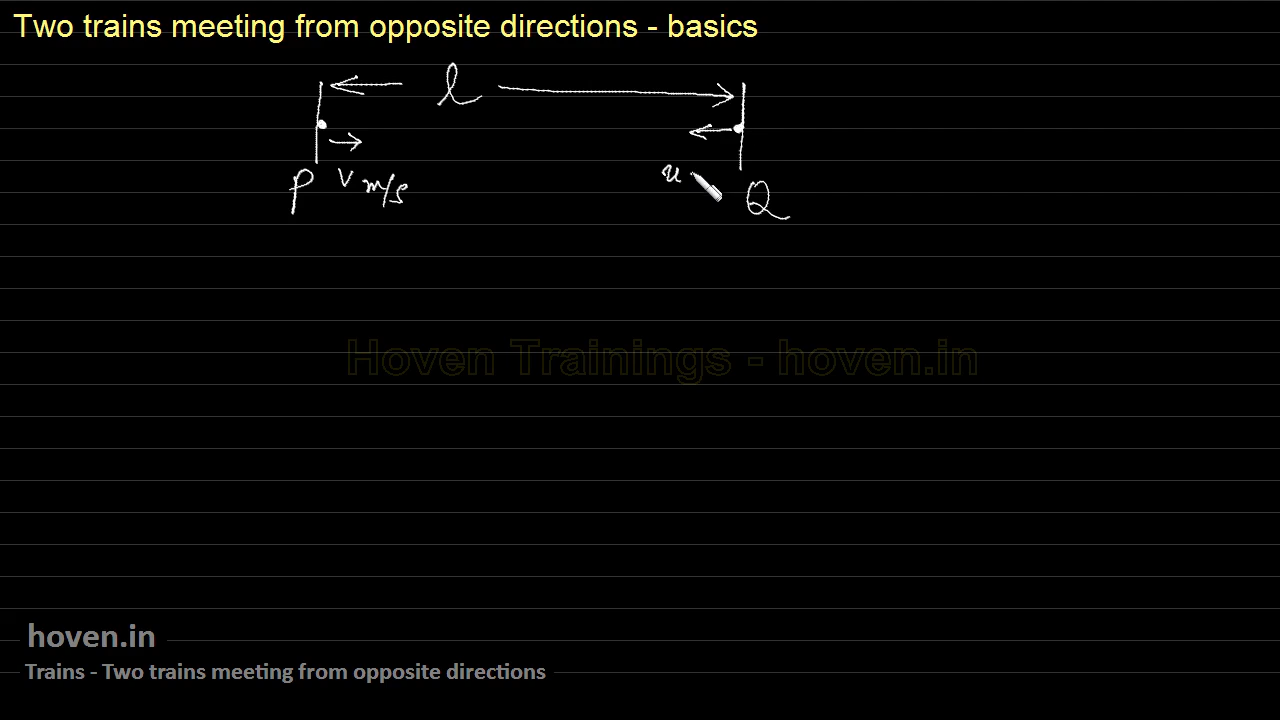 Two trains meeting from opposite directions - basics
l
P v m/s u Q
Hoven Trainings - hoven.in
hoven.in
Trains - Two trains meeting from opposite directions